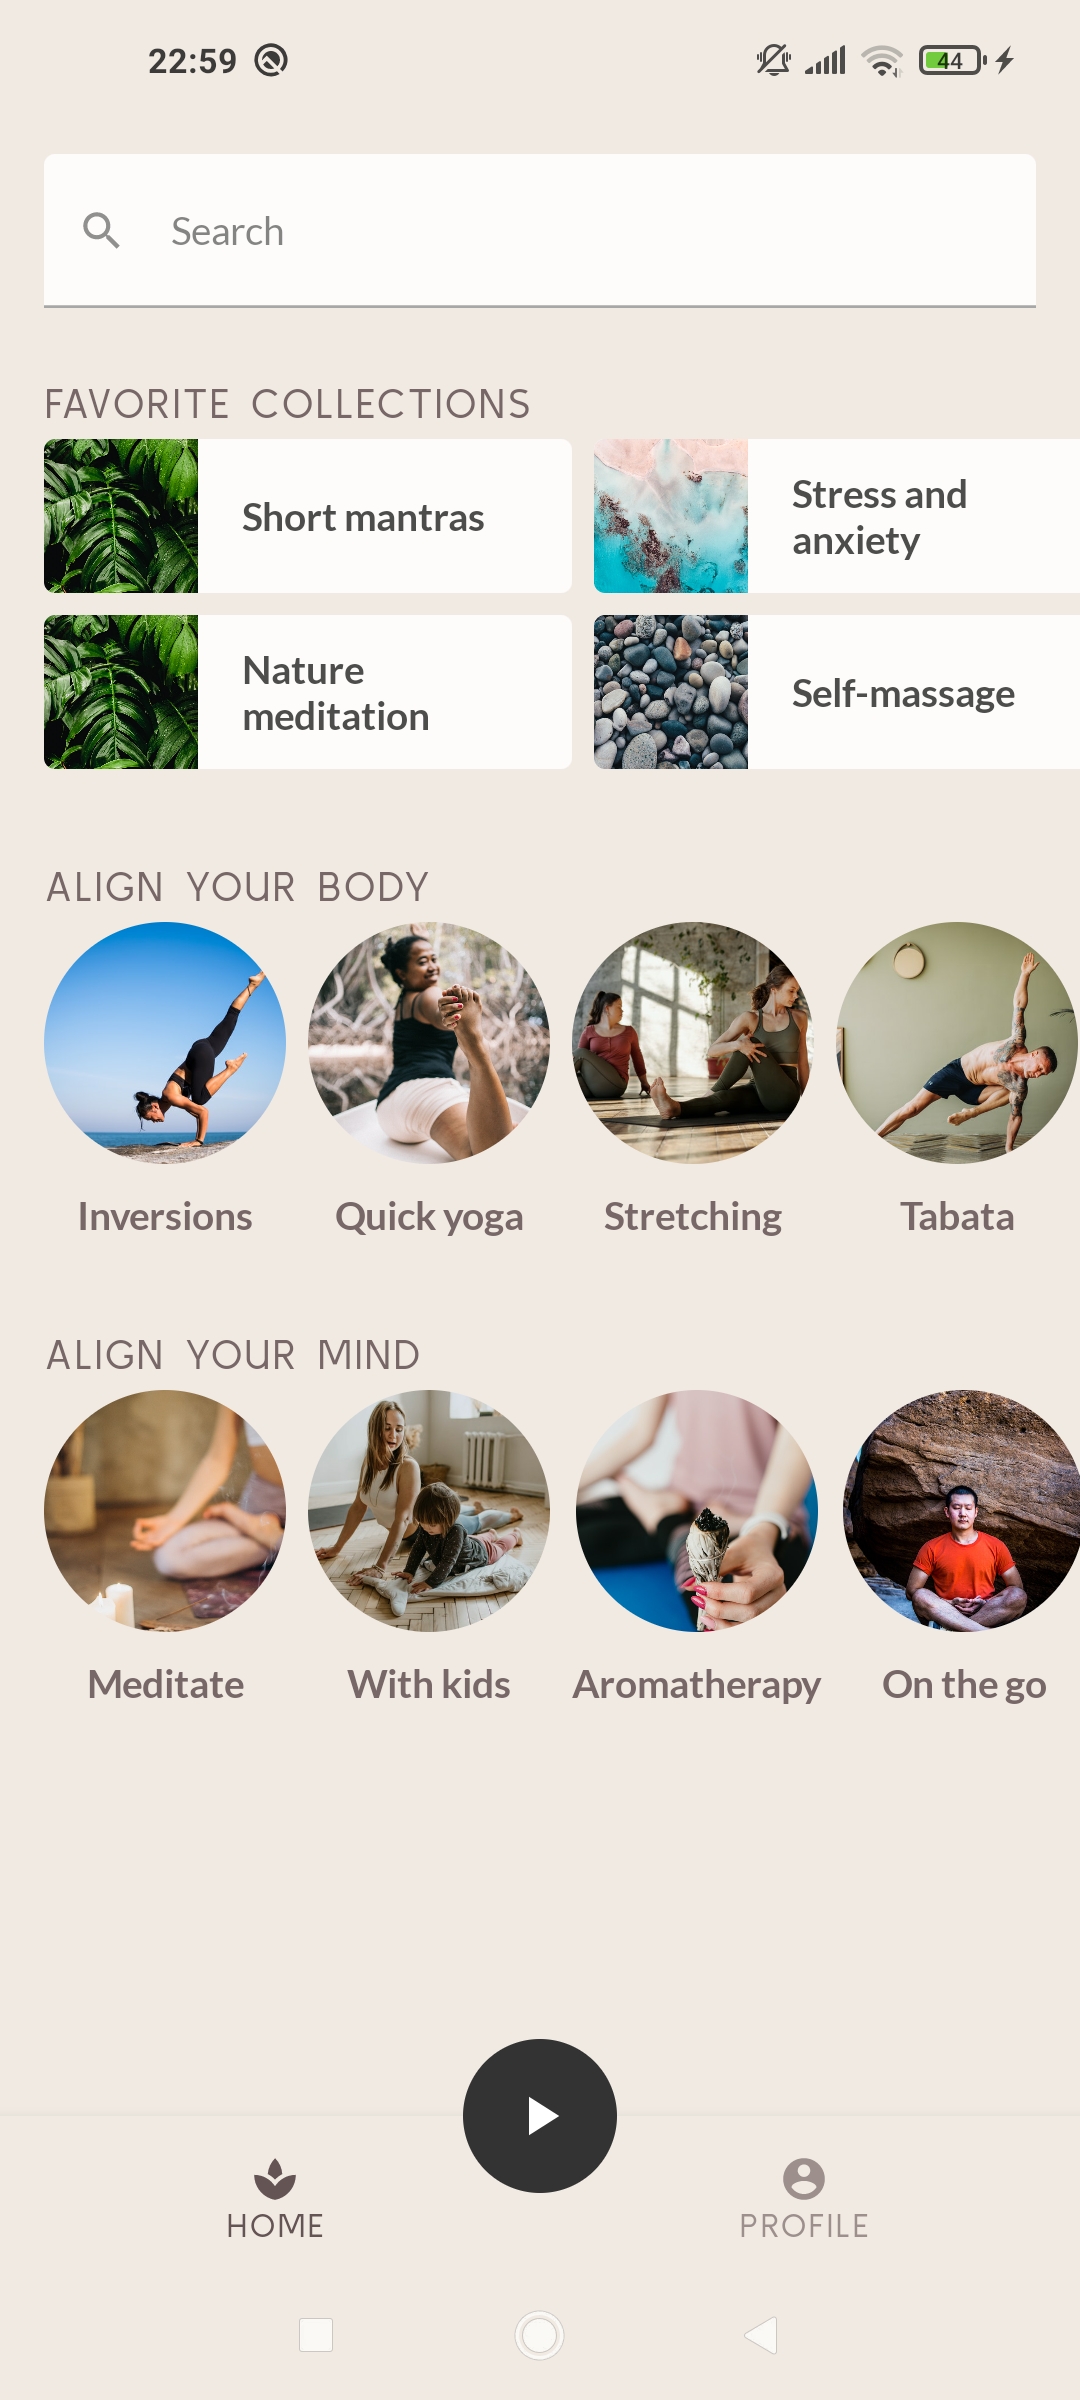 22:59
44
Search
FAVORITE COLLECTIONS
Short mantras
Stress and
anxiety
Nature
meditation
Self-massage
ALIGN YOUR BODY
Inversions
Quick yoga
Stretching
Tabata
ALIGN YOUR MIND
Meditate
With kids
Aromatherapy
On the go
HOME
PROFILE